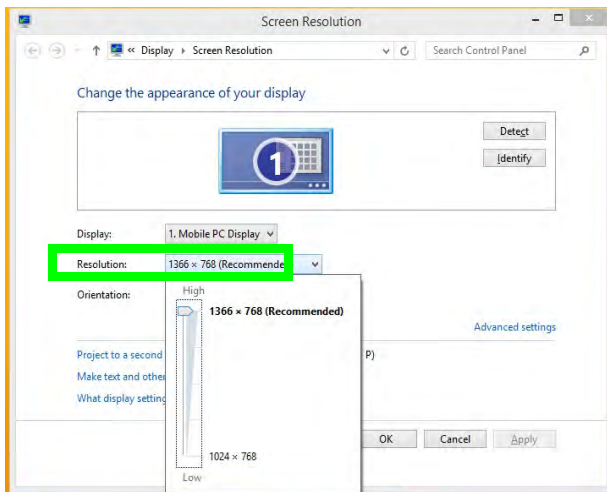 Screen Resolution
« Display Screen Resolution
Search Control Panel
Change the appearance of your display
1
Detect
Identify
Display: 1. Mobile PC Display
Resolution: 1366 × 768 (Recommende
Orientation:
High
1366 × 768 (Recommended)
Advanced settings
Project to a second P)
Make text and other
What display setting
OK Cancel Apply
1024 × 768
Low